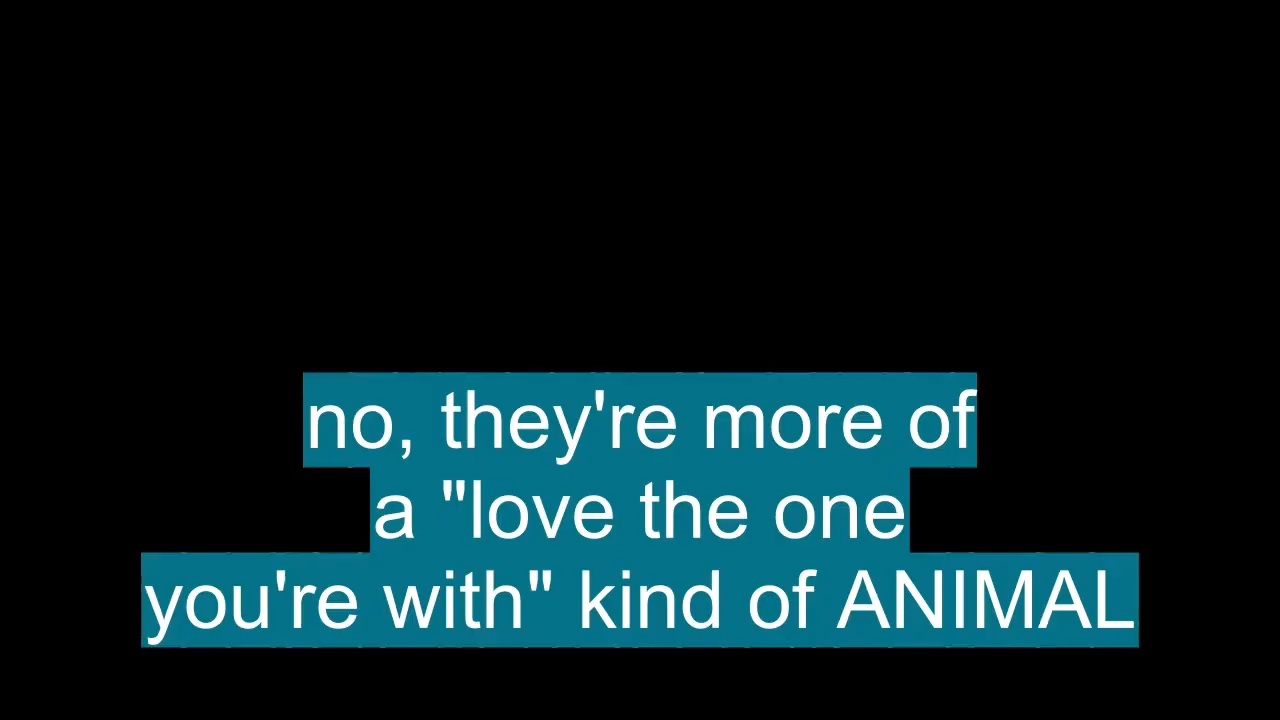 no, they're more of
a "love the one
you're with" kind of ANIMAL